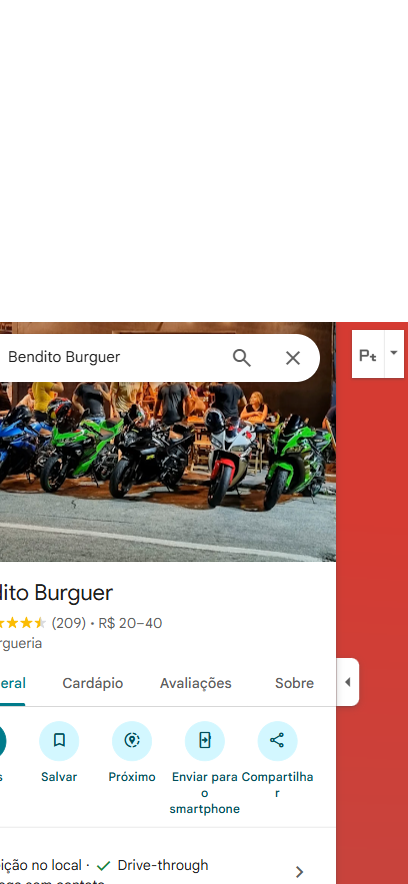 Bendito Burguer
dito Burguer
(209) · R$ 20–40
rgueria
eral Cardápio Avaliações Sobre
s Salvar Próximo Enviar para o smartphone Compartilhar
ição no local · Drive-through